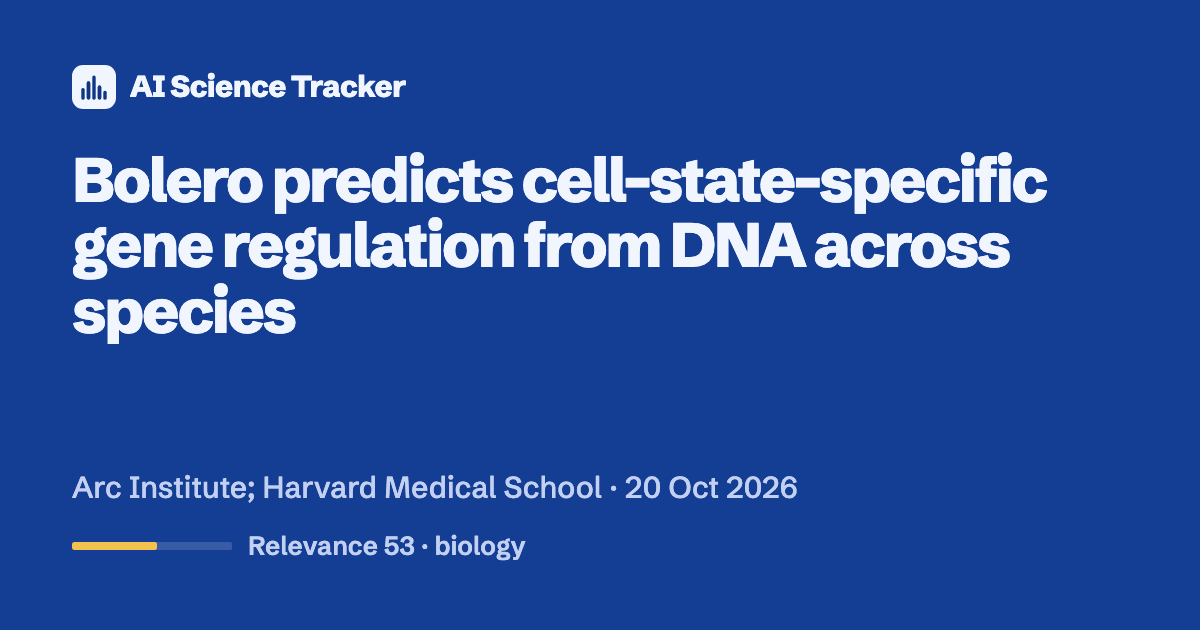 AI Science Tracker
Bolero predicts cell-state-specific
gene regulation from DNA across
species
Arc Institute; Harvard Medical School · 20 Oct 2026
Relevance 53 · biology